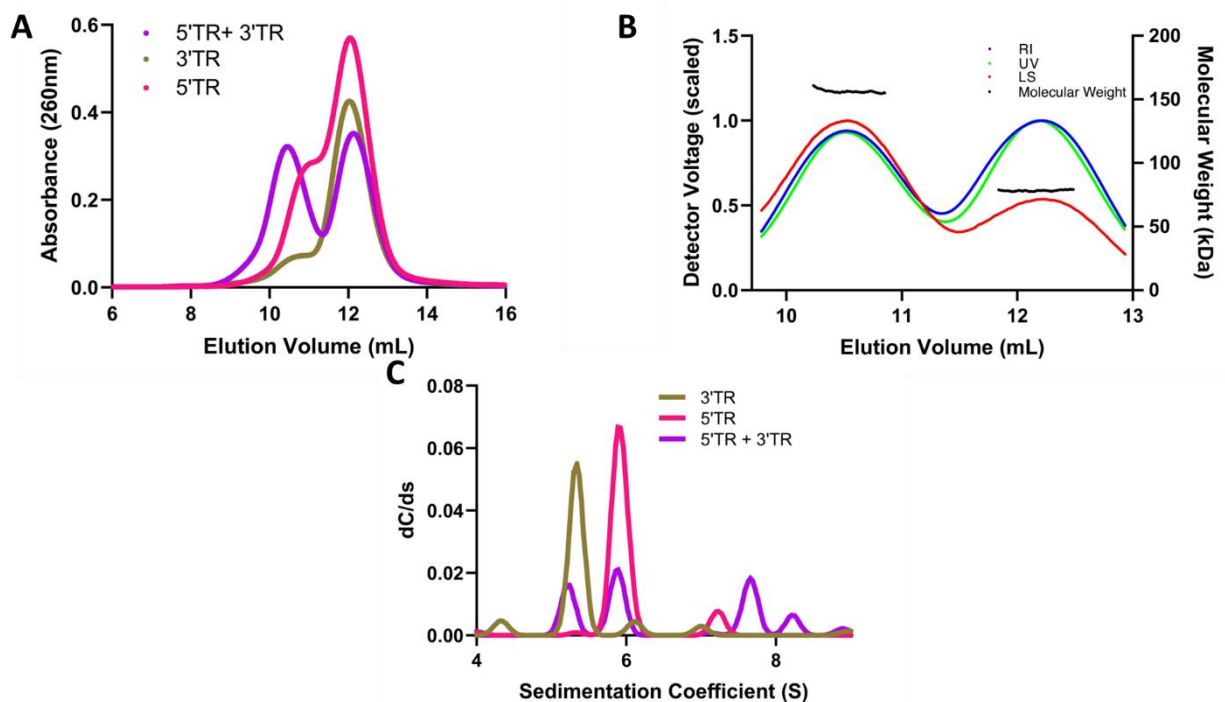 A
5'TR+ 3'TR
3'TR
5'TR
Absorbance (260nm)
0.6
0.4
0.2
0.0
6 8 10 12 14 16
Elution Volume (mL)
B
RI
UV
LS
Molecular Weight
Detector Voltage (scaled)
1.5
1.0
0.5
0.0
10 11 12 13
Elution Volume (mL)
200
150
100
50
0
Molecular Weight (kDa)
C
3'TR
5'TR
5'TR + 3'TR
dC/ds
0.08
0.06
0.04
0.02
0.00
4 6 8
Sedimentation Coefficient (S)